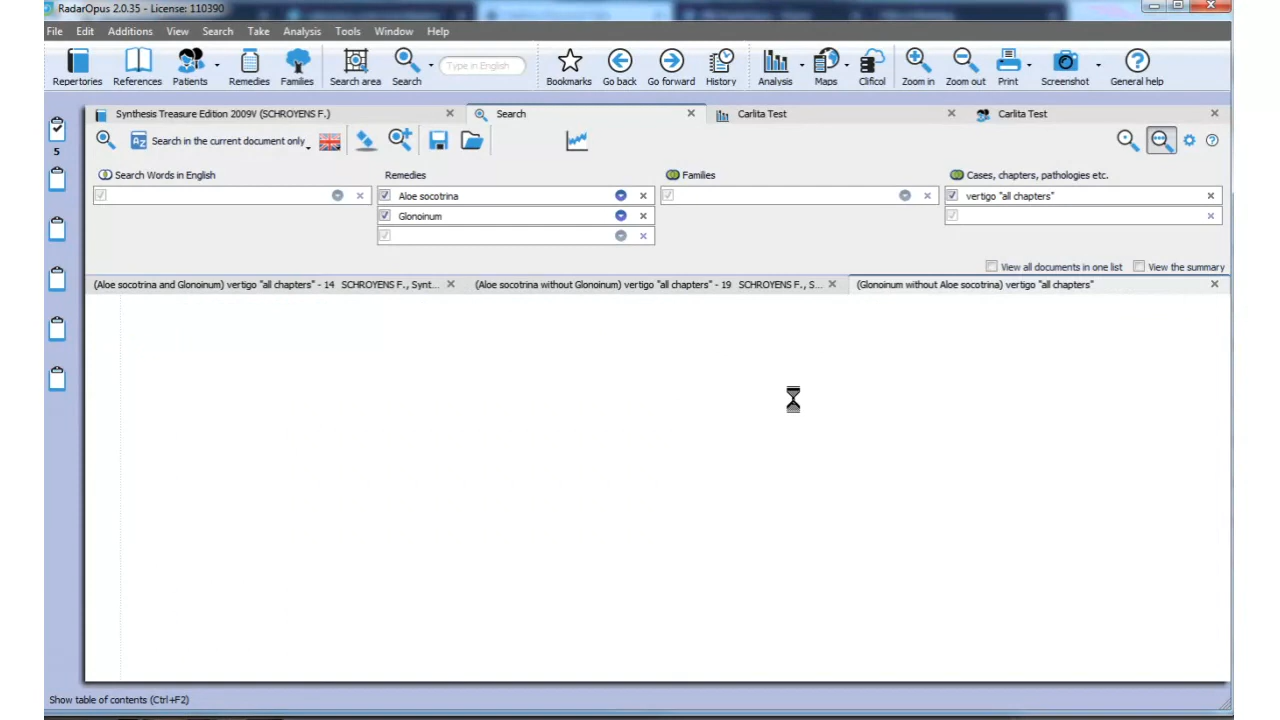 RadarOpus 2.0.35 - License: 110390
File Edit Additions View Search Take Analysis Tools Window Help
Type in English
Repertories References Patients Remedies Families Search area Search Bookmarks Go back Go forward History Analysis Maps Clificol Zoom in Zoom out Print Screenshot General help
Synthesis Treasure Edition 2009V (SCHROYENS F.) Search Carlita Test Carlita Test
Search in the current document only
5
Search Words in English Remedies Families Cases, chapters, pathologies etc.
Aloe socotrina vertigo "all chapters"
Glonoinum
View all documents in one list View the summary
(Aloe socotrina and Glonoinum) vertigo "all chapters" - 14 SCHROYENS F., Synt... (Aloe socotrina without Glonoinum) vertigo "all chapters" - 19 SCHROYENS F., S... (Glonoinum without Aloe socotrina) vertigo "all chapters"
Show table of contents (Ctrl+F2)